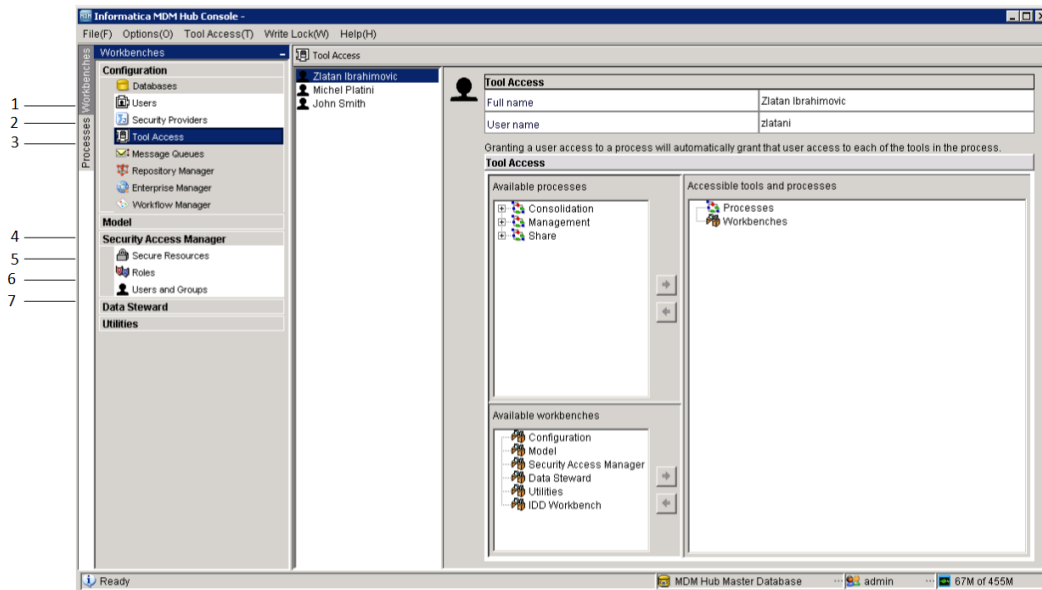 Informatica MDM Hub Console -
File(F) Options(O) Tool Access(T) Write Lock(W) Help(H)
Workbenches
Processes
Workbenches
Configuration
Databases
1
Users
2
Security Providers
3
Tool Access
Message Queues
Repository Manager
Enterprise Manager
Workflow Manager
Model
4
Security Access Manager
5
Secure Resources
6
Roles
7
Users and Groups
Data Steward
Utilities
Tool Access
Zlatan Ibrahimovic
Michel Platini
John Smith
Tool Access
Full name Zlatan Ibrahimovic
User name zlatani
Granting a user access to a process will automatically grant that user access to each of the tools in the process.
Tool Access
Available processes
Consolidation
Management
Share
Available workbenches
Configuration
Model
Security Access Manager
Data Steward
Utilities
IDD Workbench
Accessible tools and processes
Processes
Workbenches
Ready
MDM Hub Master Database
admin
67M of 455M